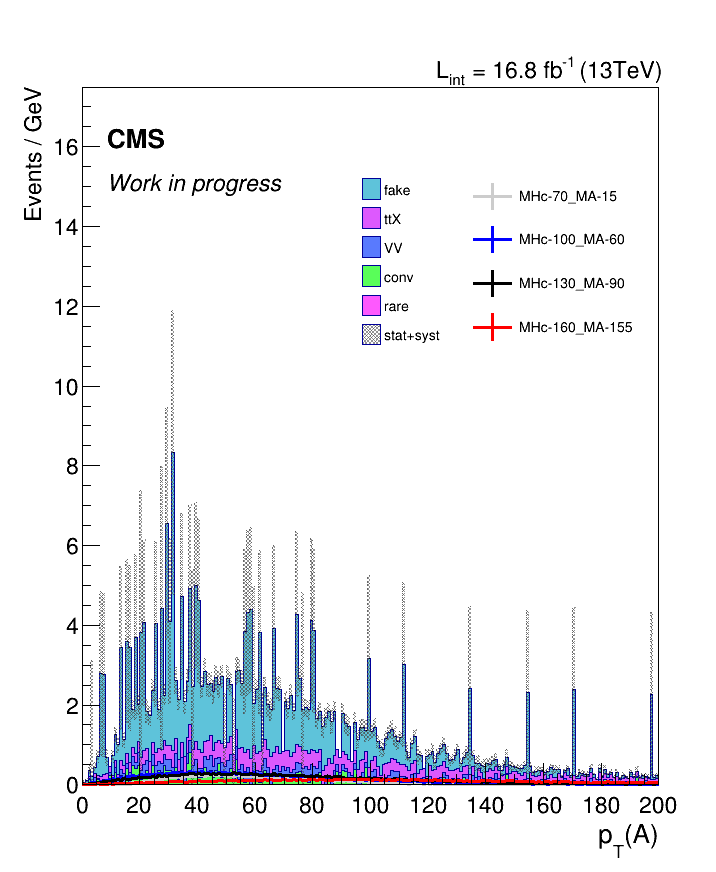 L_int = 16.8 fb^-1 (13TeV)
Events / GeV
CMS
Work in progress
fake
ttX
VV
conv
rare
stat+syst
MHc-70_MA-15
MHc-100_MA-60
MHc-130_MA-90
MHc-160_MA-155
16
14
12
10
8
6
4
2
0
0 20 40 60 80 100 120 140 160 180 200
p_T(A)